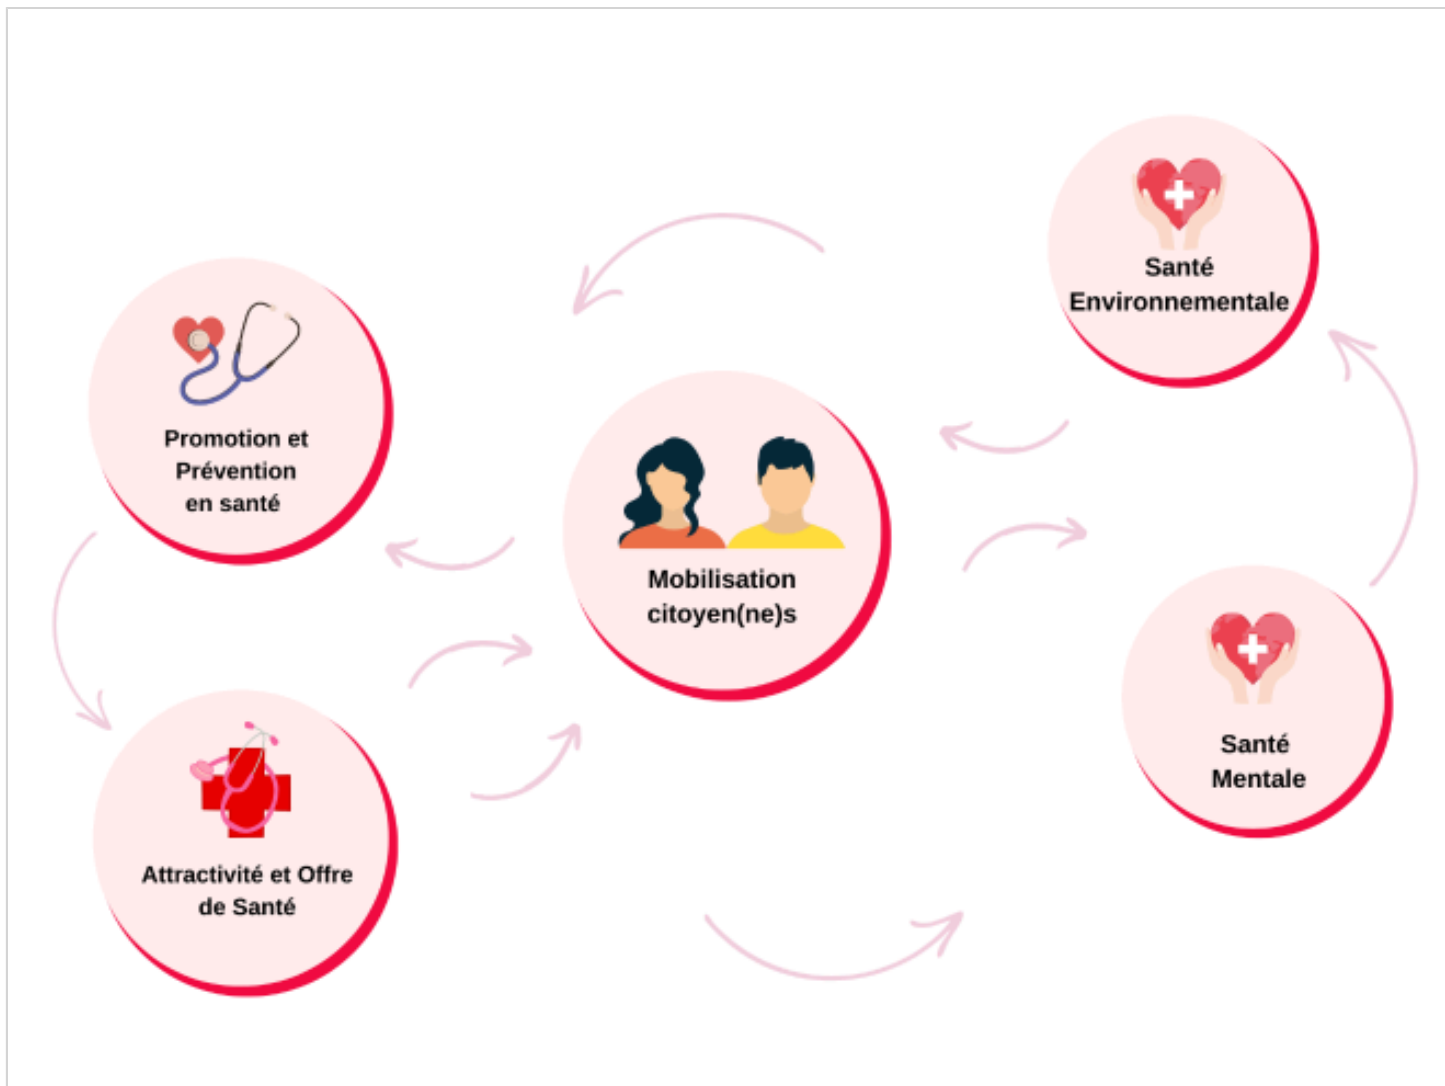 Santé
Environnementale
Promotion et
Prévention
en santé
Mobilisation
citoyen(ne)s
Santé
Mentale
Attractivité et Offre
de Santé